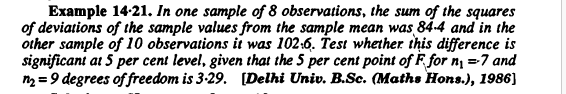 Example 14·21. In one sample of 8 observations, the sum of the squares
of deviations of the sample values from the sample mean was 84·4 and in the
other sample of 10 observations it was 102·6. Test whether this difference is
significant at 5 per cent level, given that the 5 per cent point of F for n₁ = 7 and
n₂ = 9 degrees of freedom is 3·29. [Delhi Univ. B.Sc. (Maths Hons.), 1986]